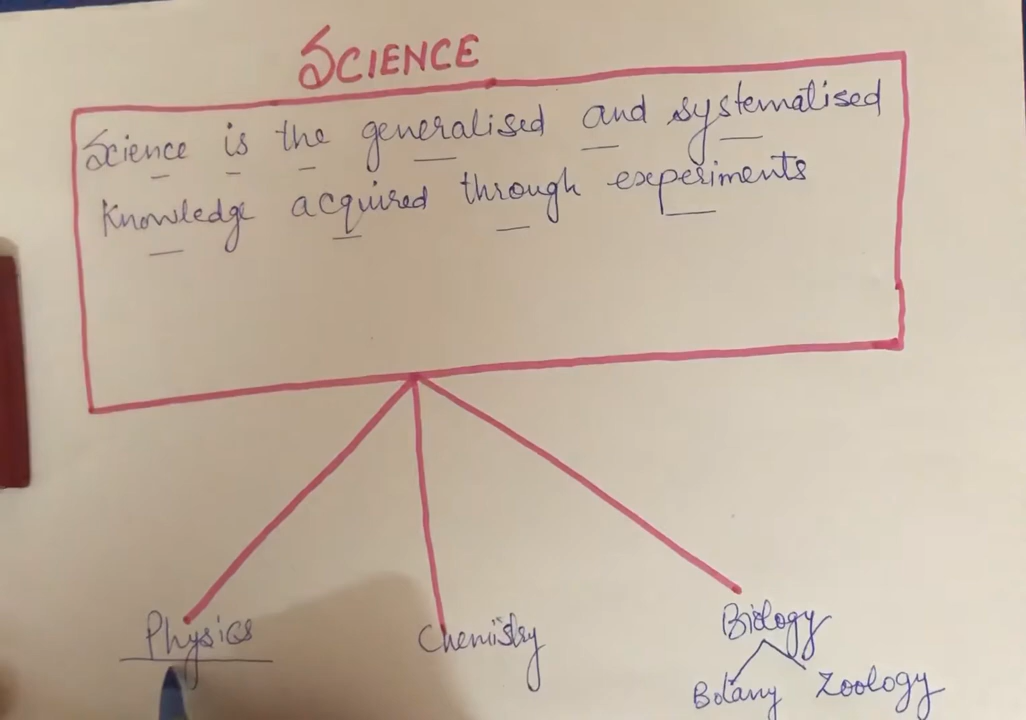 SCIENCE
Science is the generalised and systematised
Knowledge acquired through experiments
Physics Chemistry Biology
Botany Zoology